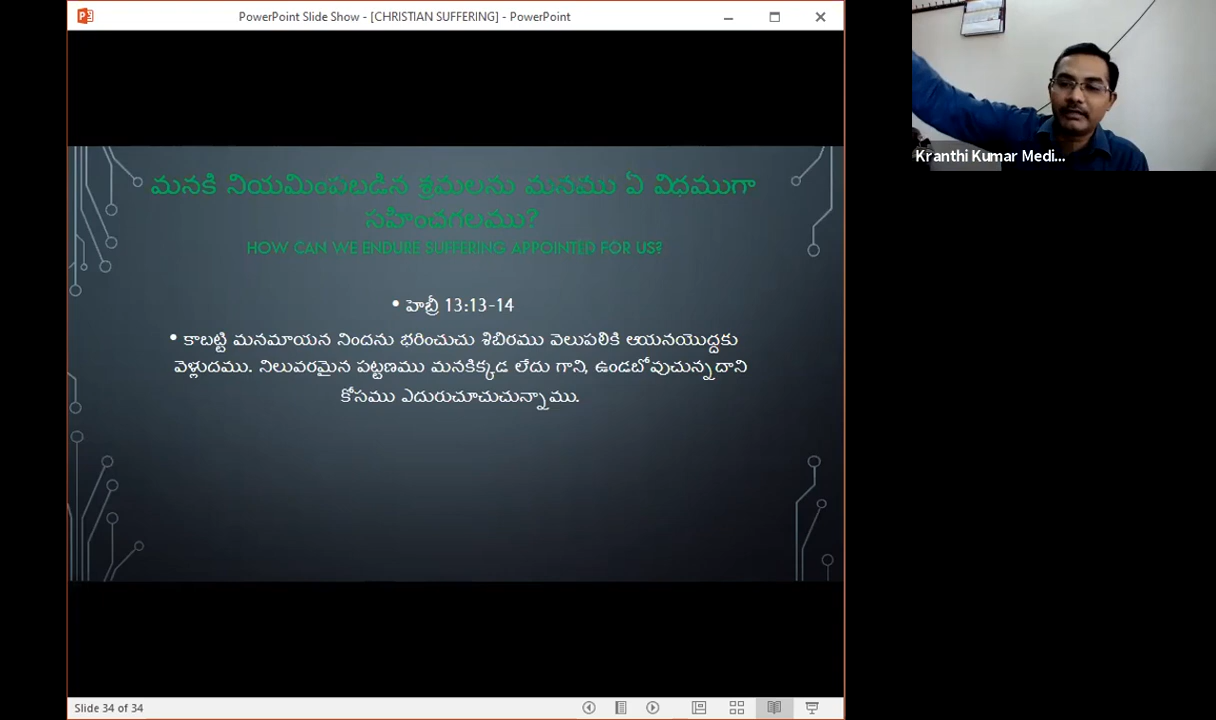 PowerPoint Slide Show - [CHRISTIAN SUFFERING] - PowerPoint
మనకి నియమింపబడిన శ్రమలను మనము ఏ విధముగా
సహించగలము?
HOW CAN WE ENDURE SUFFERING APPOINTED FOR US?
• హెబ్రీ 13:13-14
• కాబట్టి మనమాయన నిందను భరించుచు శిబిరము వెలుపలికి ఆయనయొద్దకు
వెళ్లుదము. నిలువరమైన పట్టణము మనకిక్కడ లేదు గాని, ఉండబోవుచున్నదాని
కోసము ఎదురుచూచుచున్నాము.
Slide 34 of 34
Kranthi Kumar Medi...